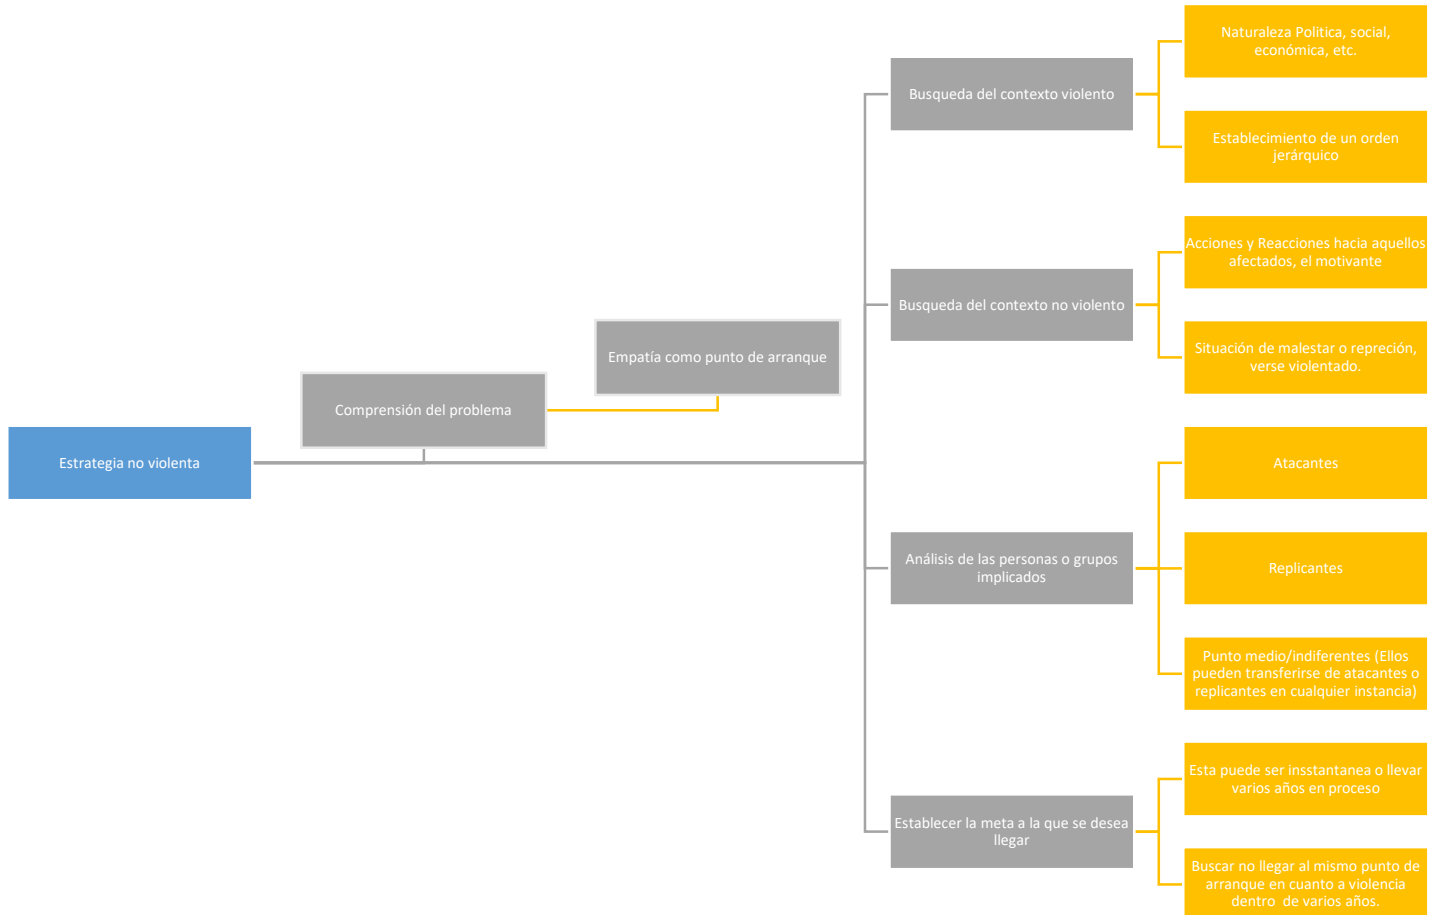 Estrategia no violenta
Comprensión del problema
Empatía como punto de arranque
Busqueda del contexto violento
Naturaleza Politica, social,
económica, etc.
Establecimiento de un orden
jerárquico
Busqueda del contexto no violento
Acciones y Reacciones hacia aquellos
afectados, el motivante
Situación de malestar o represión,
verse violentado.
Análisis de las personas o grupos
implicados
Atacantes
Replicantes
Punto medio/indiferentes (Ellos
pueden transferirse de atacantes o
replicantes en cualquier instancia)
Establecer la meta a la que se desea
llegar
Esta puede ser insstantanea o llevar
varios años en proceso
Buscar no llegar al mismo punto de
arranque en cuanto a violencia
dentro de varios años.